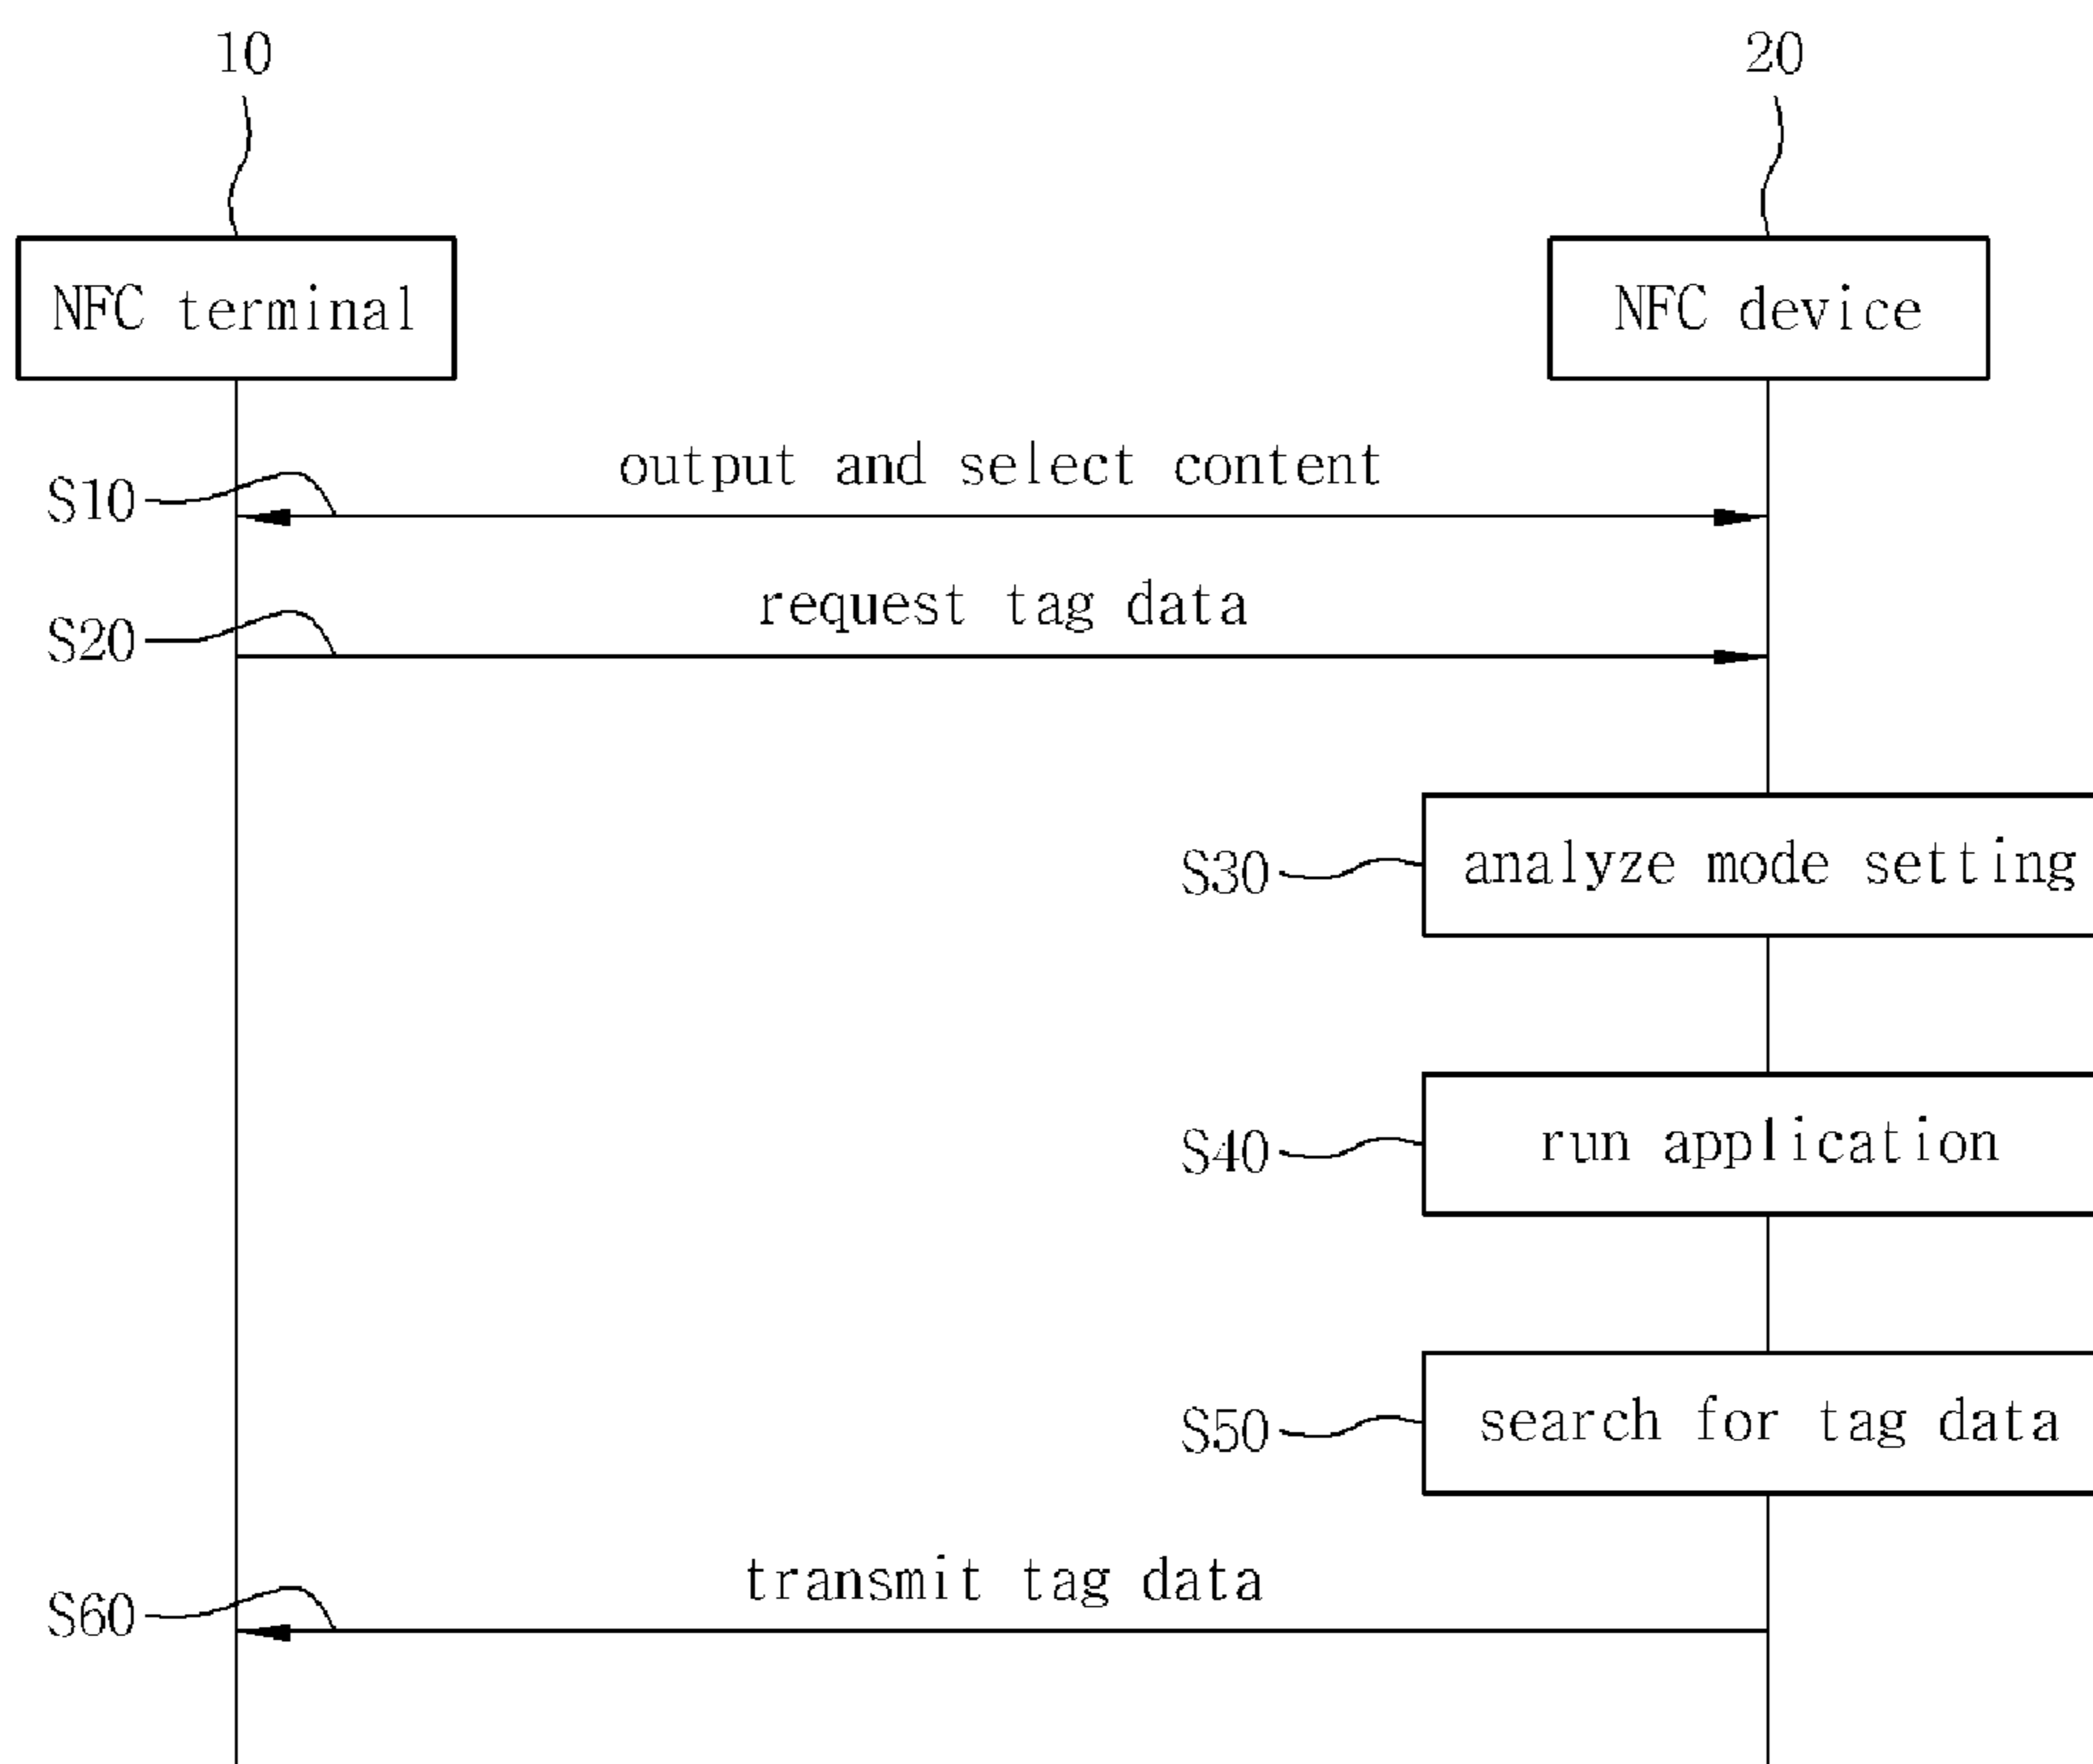 10
20
NFC terminal
NFC device
output and select content
S10
request tag data
S20
S30
analyze mode setting
S40
run application
S50
search for tag data
transmit tag data
S60